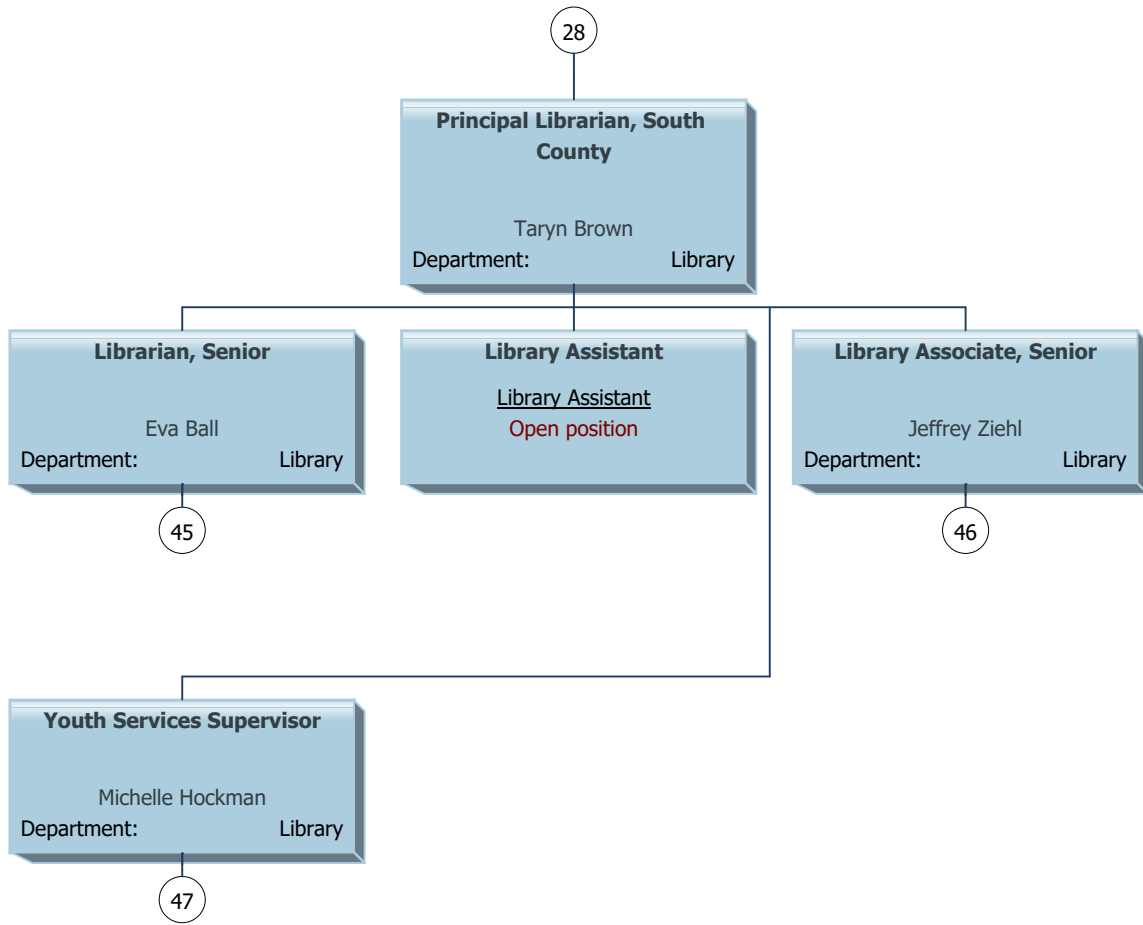 28
Principal Librarian, South
County
Taryn Brown
Department: Library
Librarian, Senior
Eva Ball
Department: Library
45
Library Assistant
Library Assistant
Open position
Library Associate, Senior
Jeffrey Ziehl
Department: Library
46
Youth Services Supervisor
Michelle Hockman
Department: Library
47